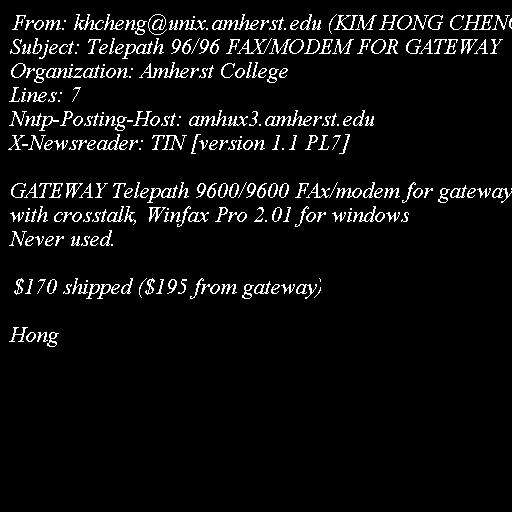 From: khcheng@unix.amherst.edu (KIM HONG CHENG
Subject: Telepath 96/96 FAX/MODEM FOR GATEWAY
Organization: Amherst College
Lines: 7
Nntp-Posting-Host: amhux3.amherst.edu
X-Newsreader: TIN [version 1.1 PL7]

GATEWAY Telepath 9600/9600 FAx/modem for gateway
with crosstalk, Winfax Pro 2.01 for windows
Never used.

$170 shipped ($195 from gateway)

Hong